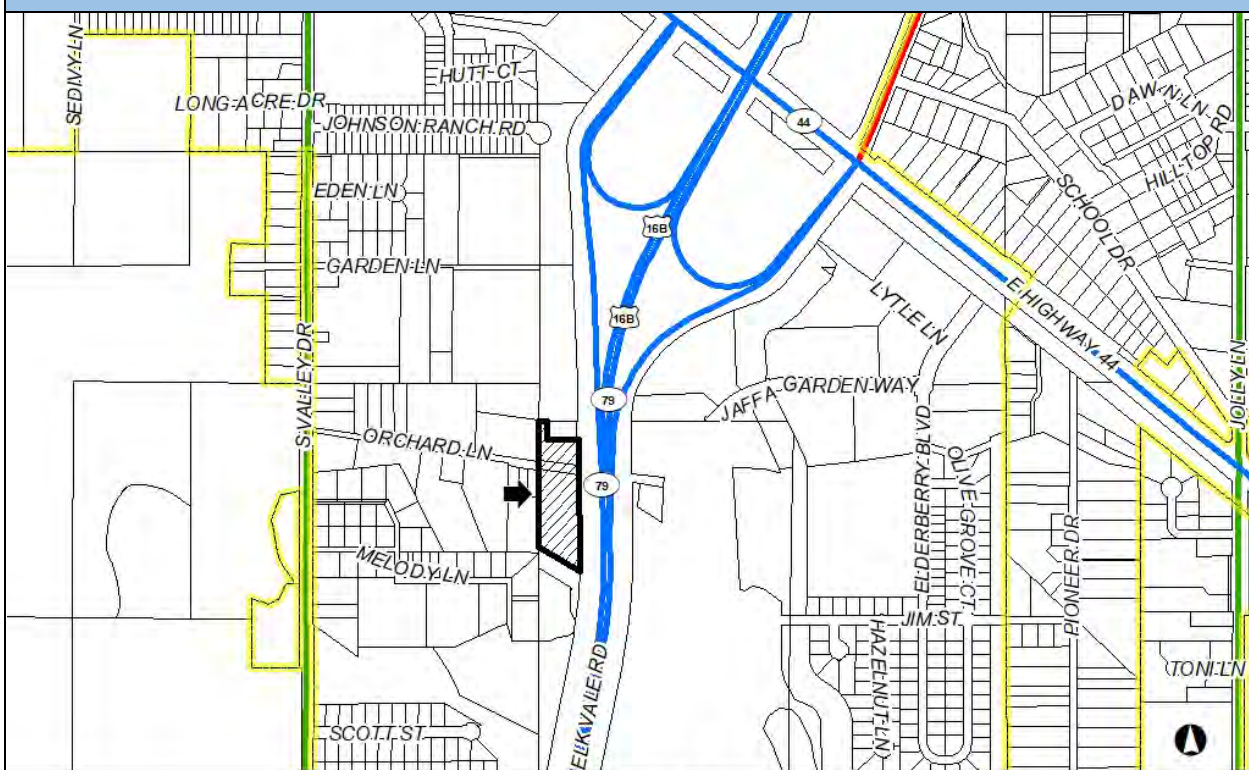 SEDIVY LN
HUTT CT
LONG ACRE DR
JOHNSON RANCH RD
44
DAWN LN
HILLTOP RD
EDEN LN
SCHOOL DR
16B
GARDEN LN
LYTLE LN
E HIGHWAY 44
16B
S VALLEY DR
JOLLY LN
79
JAFFA GARDEN WAY
ORCHARD LN
ELDERBERRY BLVD
OLIVE GROVE CT
79
PIONEER DR
MELODY LN
JIM ST
HAZELNUT LN
TONI LN
ELK VALE RD
SCOTT ST